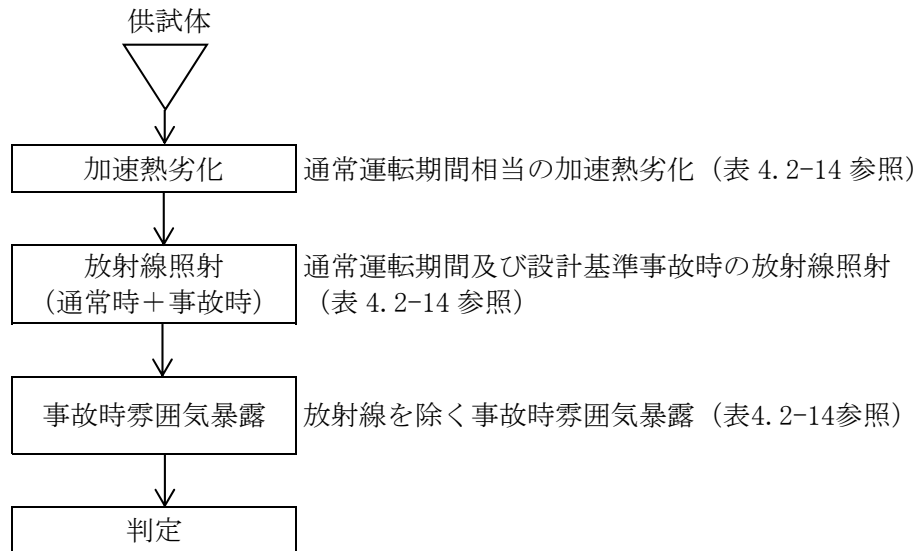 供試体
加速熱劣化
通常運転期間相当の加速熱劣化（表 4.2-14 参照）
放射線照射
（通常時＋事故時）
通常運転期間及び設計基準事故時の放射線照射
（表 4.2-14 参照）
事故時雰囲気暴露
放射線を除く事故時雰囲気暴露（表4.2-14参照）
判定